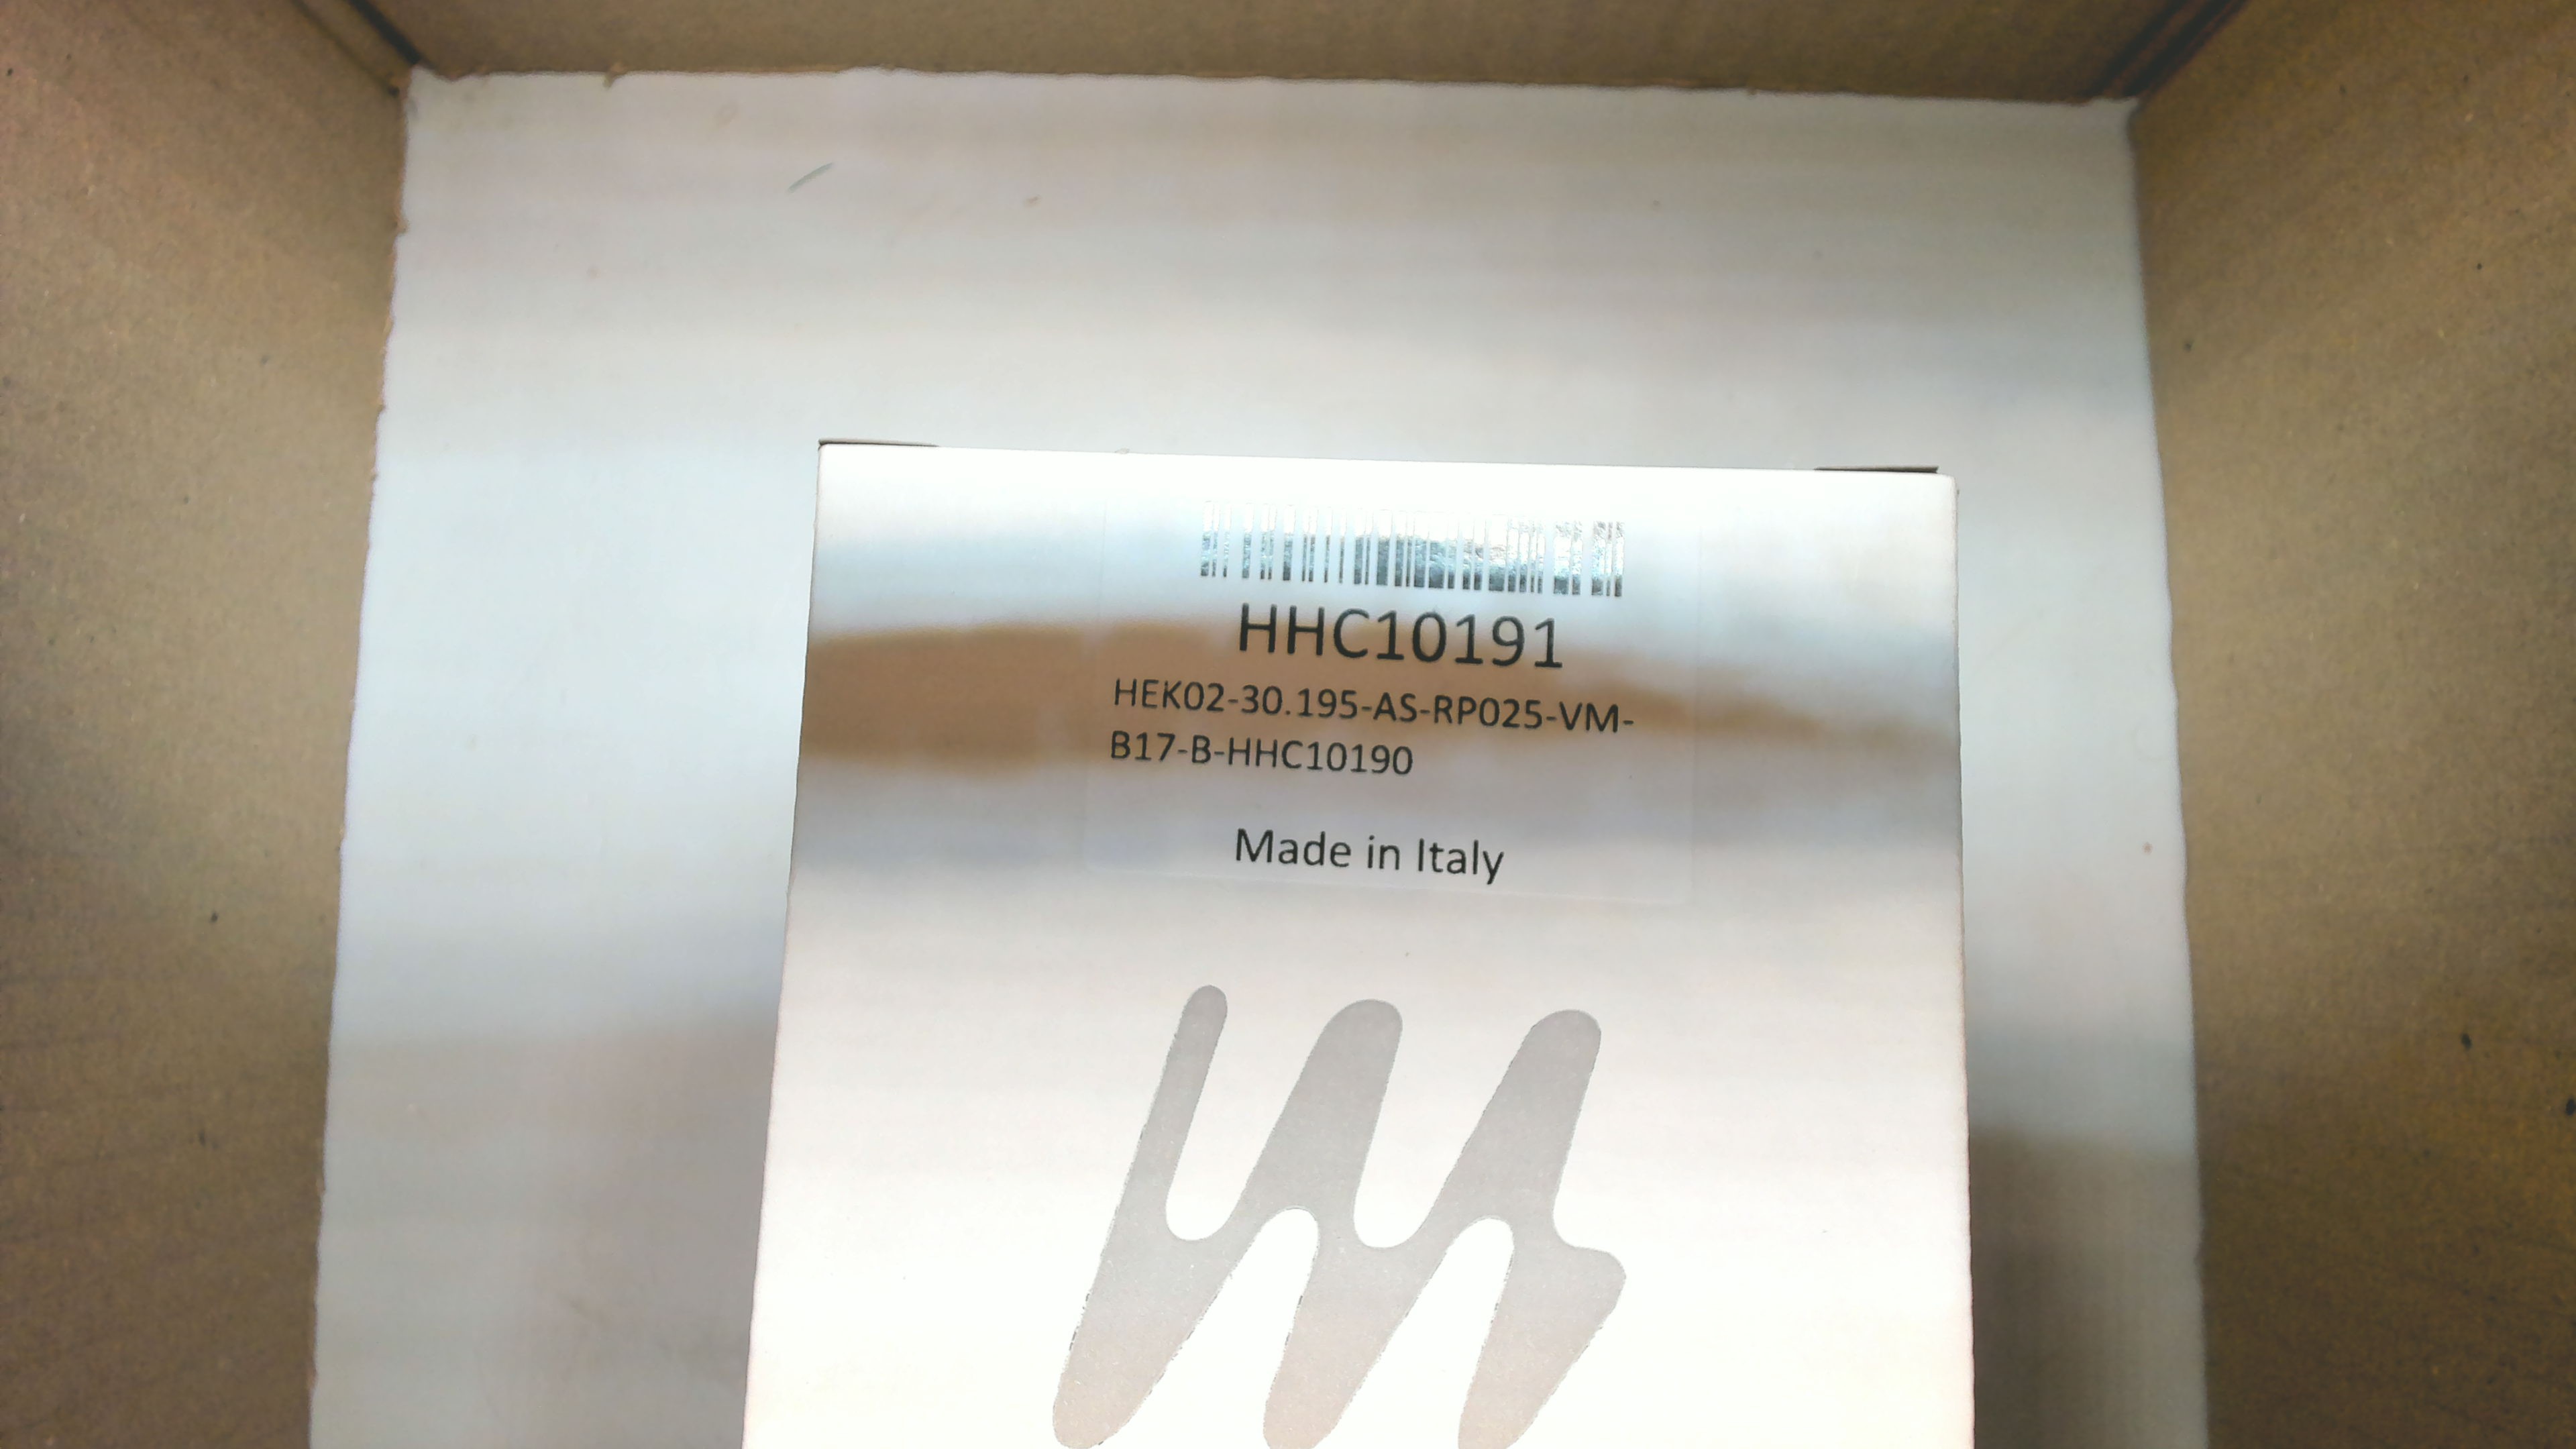 HHC10191
HEK02-30.195-AS-RP025-VM-
B17-B-HHC10190
Made in Italy